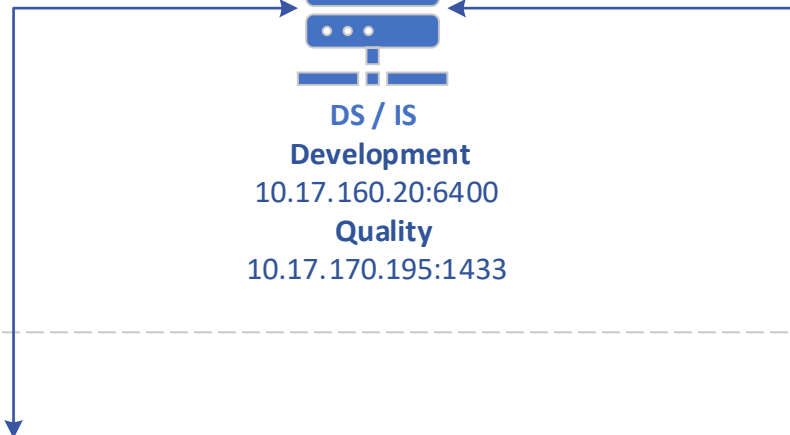 DS / IS
Development
10.17.160.20:6400
Quality
10.17.170.195:1433